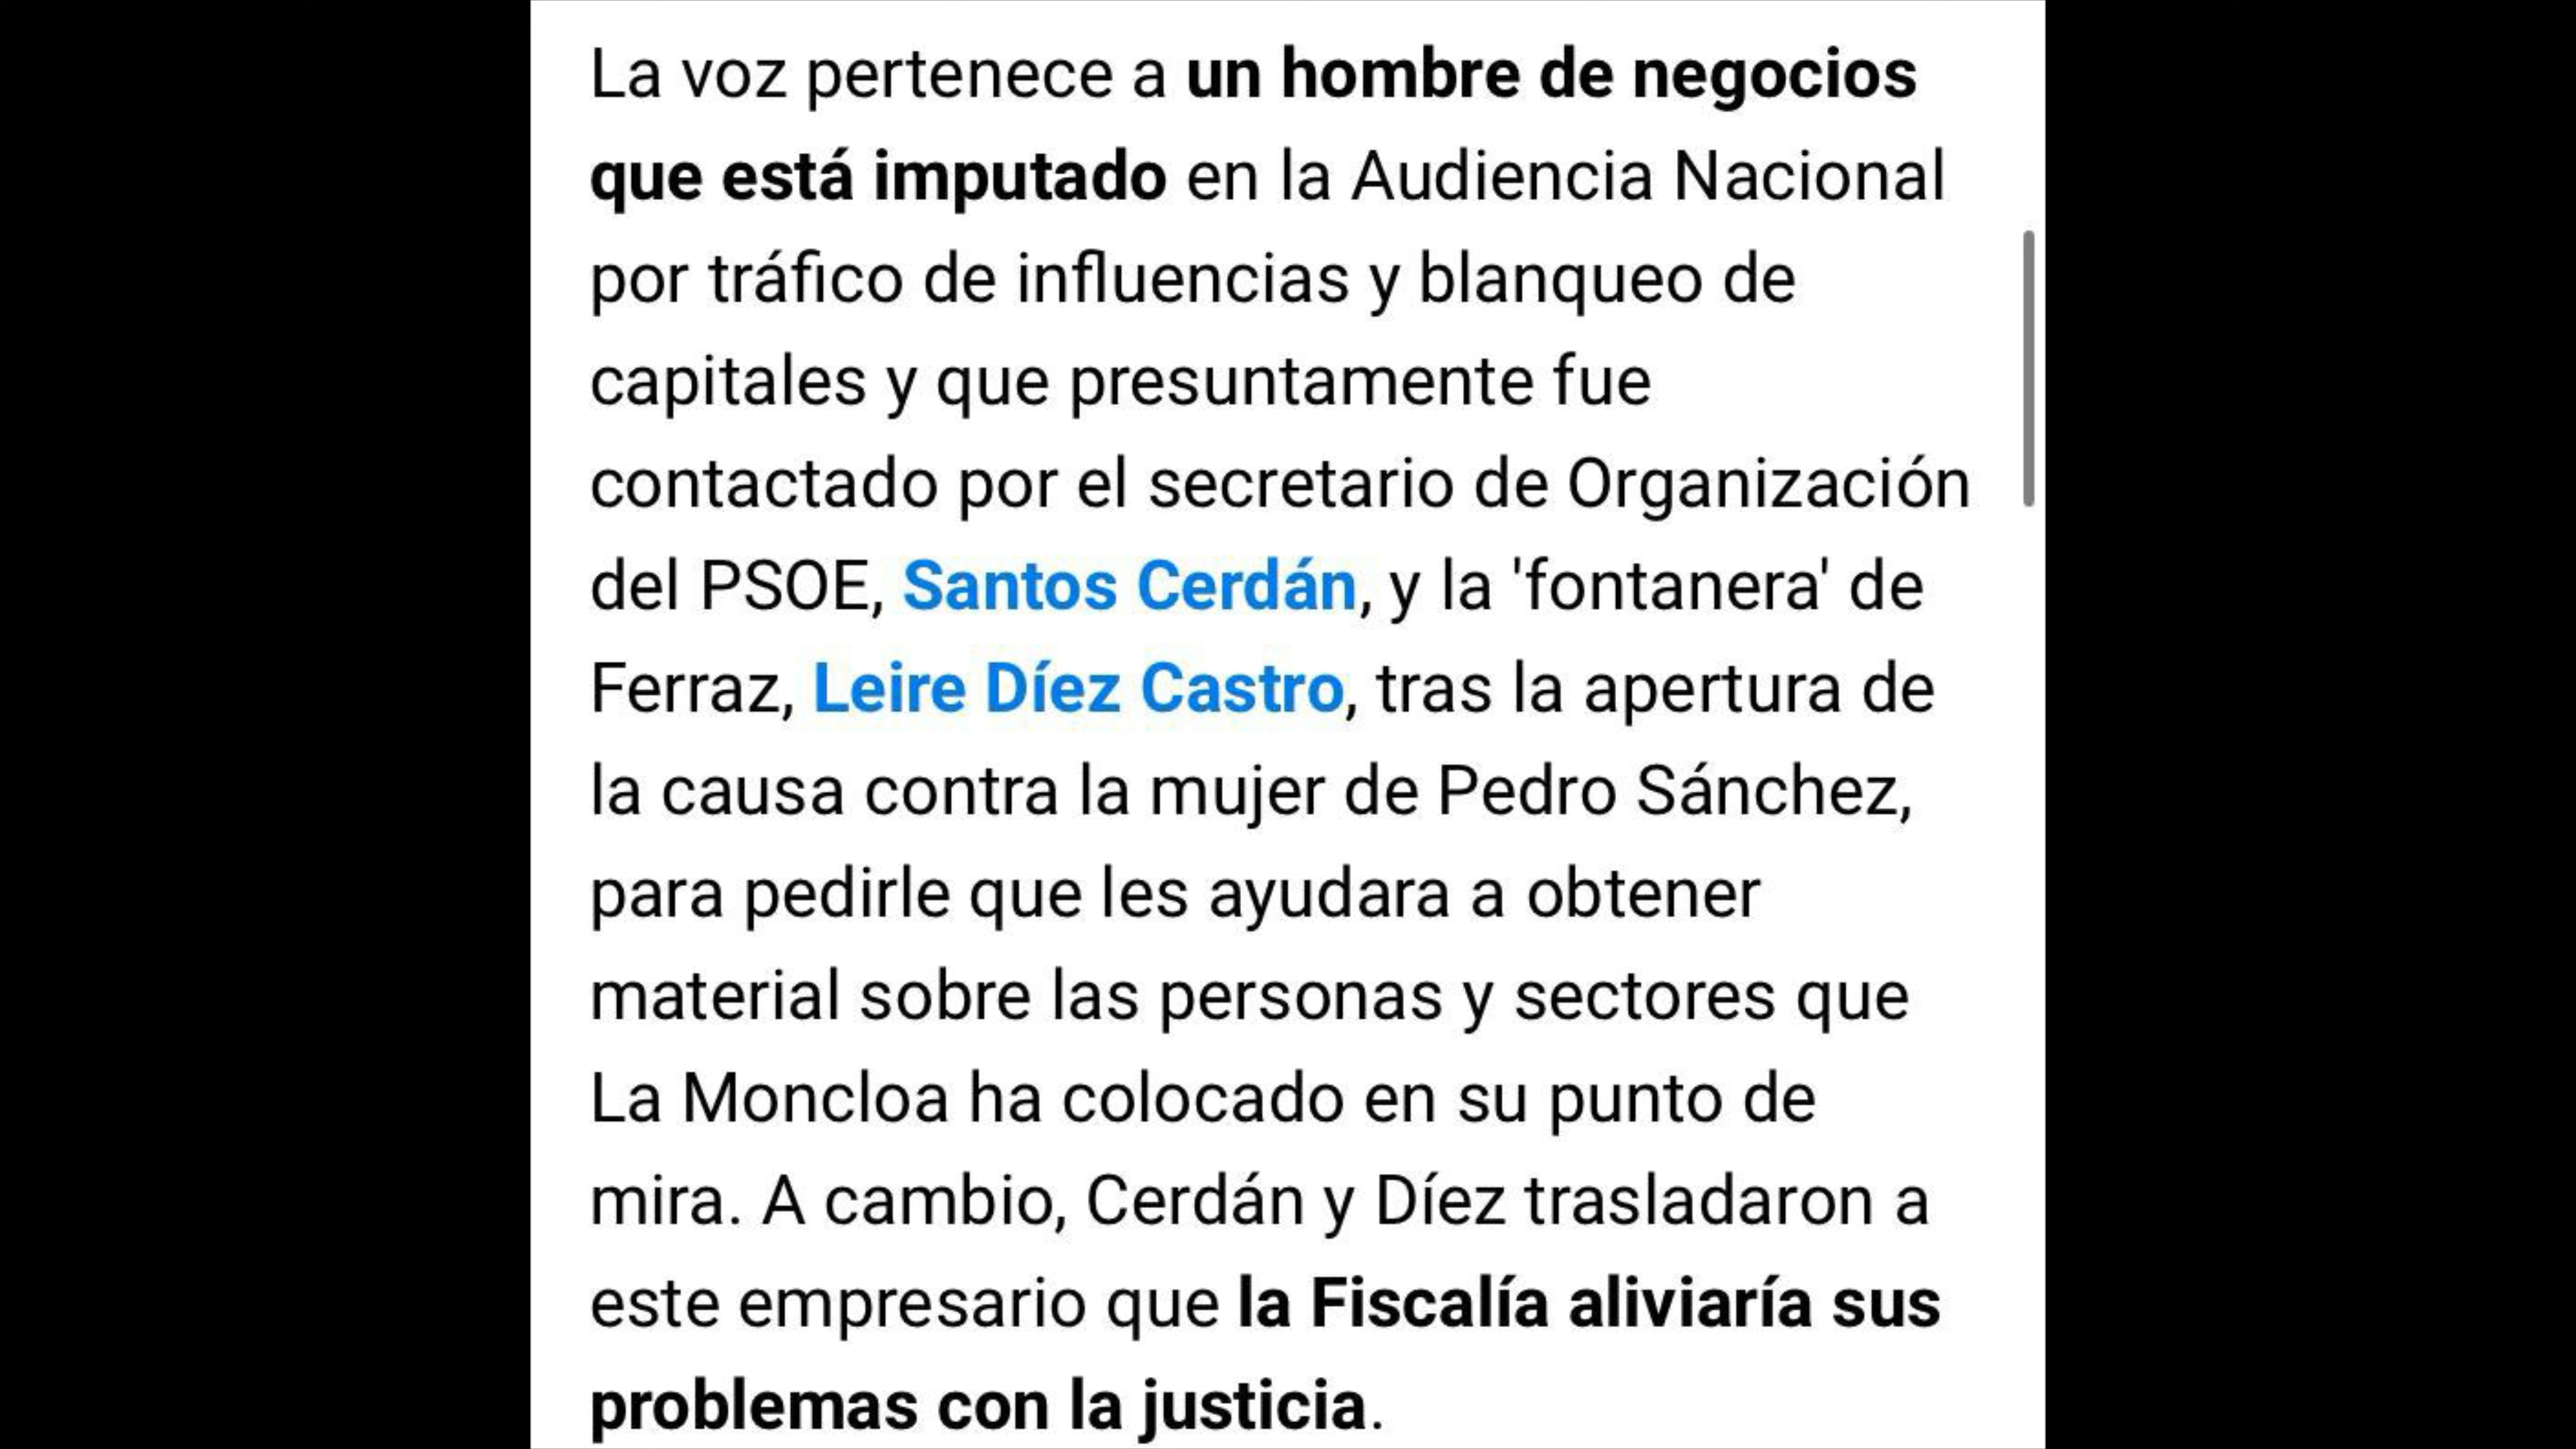 La voz pertenece a un hombre de negocios
que está imputado en la Audiencia Nacional
por tráfico de influencias y blanqueo de
capitales y que presuntamente fue
contactado por el secretario de Organización
del PSOE, Santos Cerdán, y la 'fontanera' de
Ferraz, Leire Díez Castro, tras la apertura de
la causa contra la mujer de Pedro Sánchez,
para pedirle que les ayudara a obtener
material sobre las personas y sectores que
La Moncloa ha colocado en su punto de
mira. A cambio, Cerdán y Díez trasladaron a
este empresario que la Fiscalía aliviaría sus
problemas con la justicia.